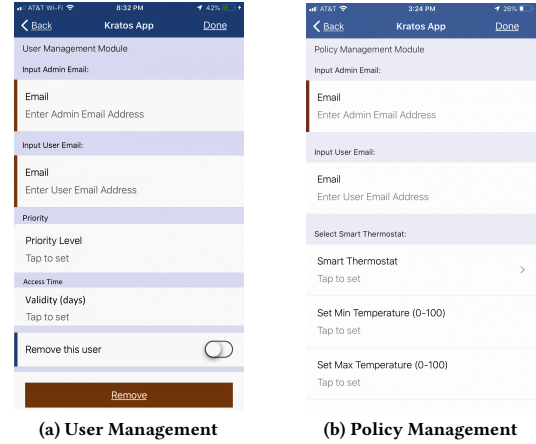 AT&T Wi-Fi 8:32 PM 42%
Back Kratos App Done
User Management Module
Input Admin Email:
Email
Enter Admin Email Address
Input User Email:
Email
Enter User Email Address
Priority
Priority Level
Tap to set
Access Time
Validity (days)
Tap to set
Remove this user
Remove
(a) User Management
AT&T 3:24 PM 26%
Back Kratos App Done
Policy Management Module
Input Admin Email:
Email
Enter Admin Email Address
Input User Email:
Email
Enter User Email Address
Select Smart Thermostat:
Smart Thermostat
Tap to set
Set Min Temperature (0-100)
Tap to set
Set Max Temperature (0-100)
Tap to set
(b) Policy Management